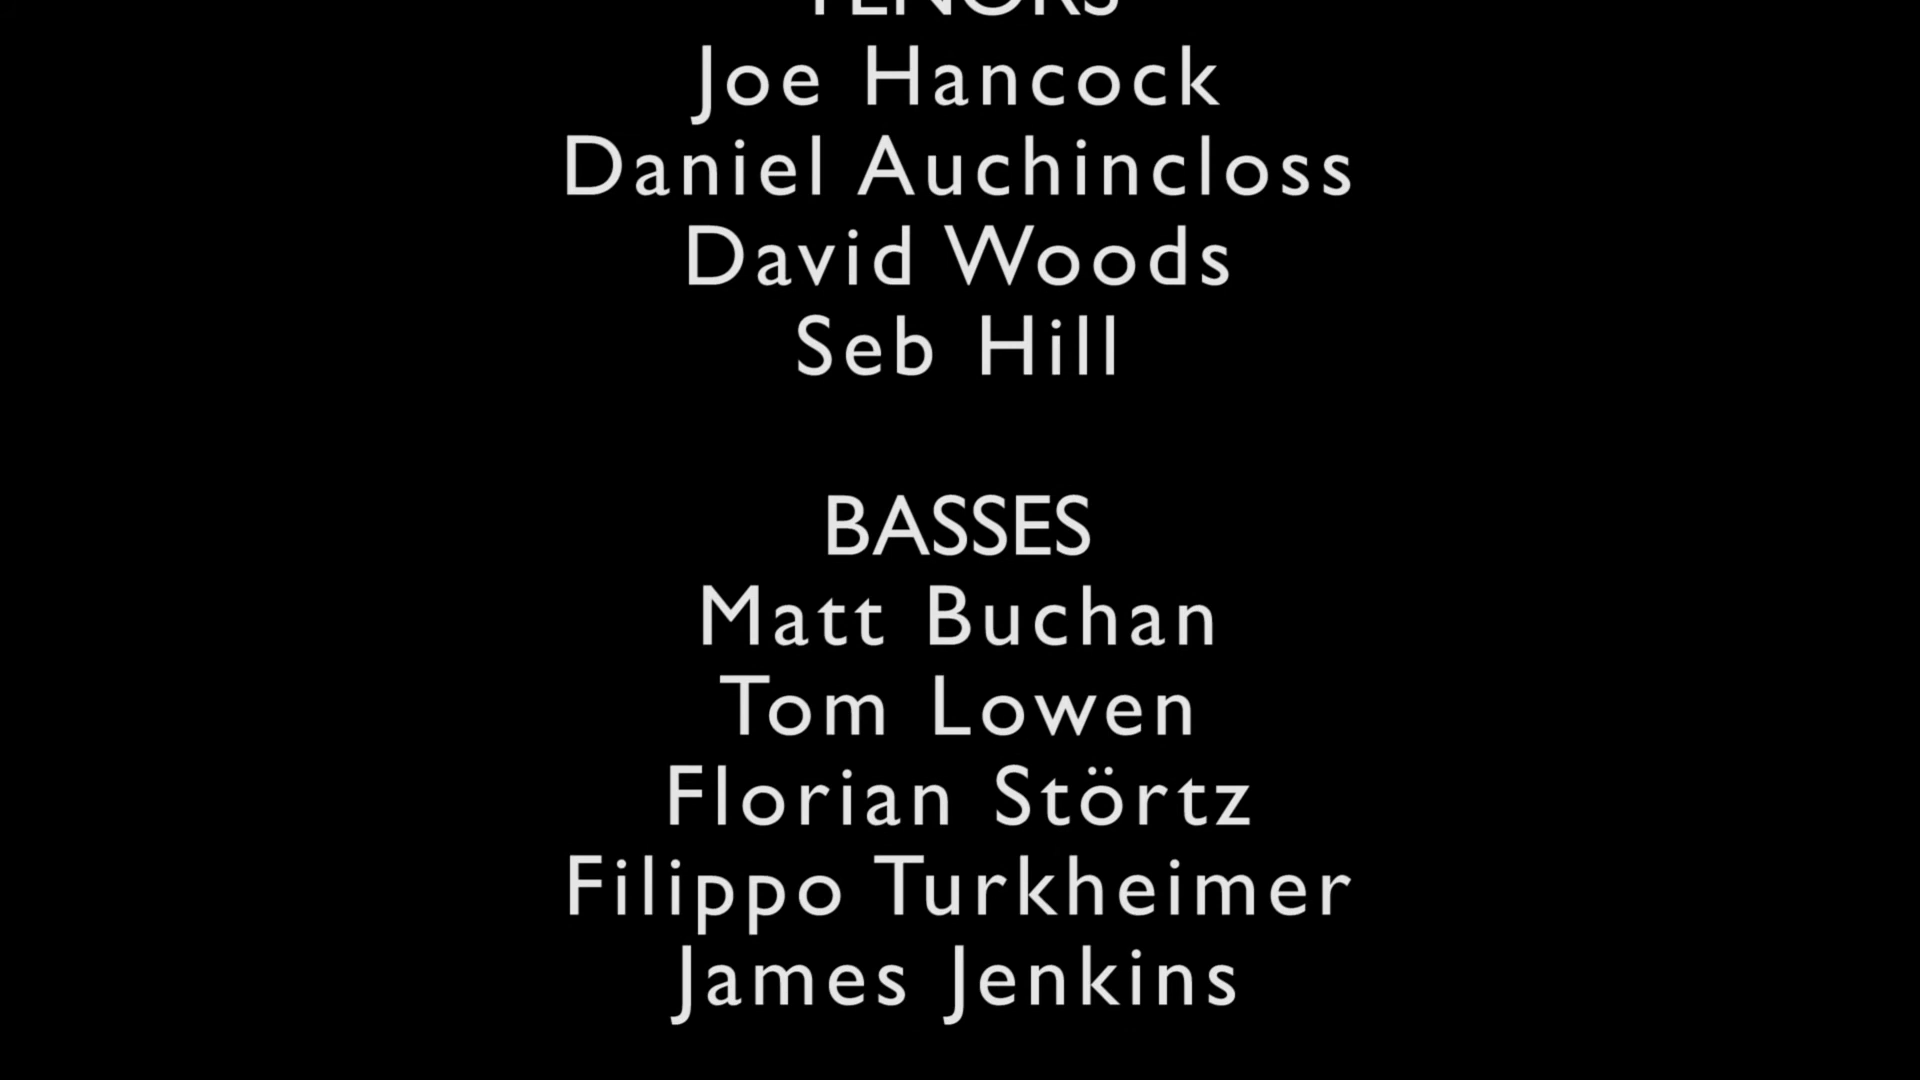 TENORS
Joe Hancock
Daniel Auchincloss
David Woods
Seb Hill
BASSES
Matt Buchan
Tom Lowen
Florian Störtz
Filippo Turkheimer
James Jenkins